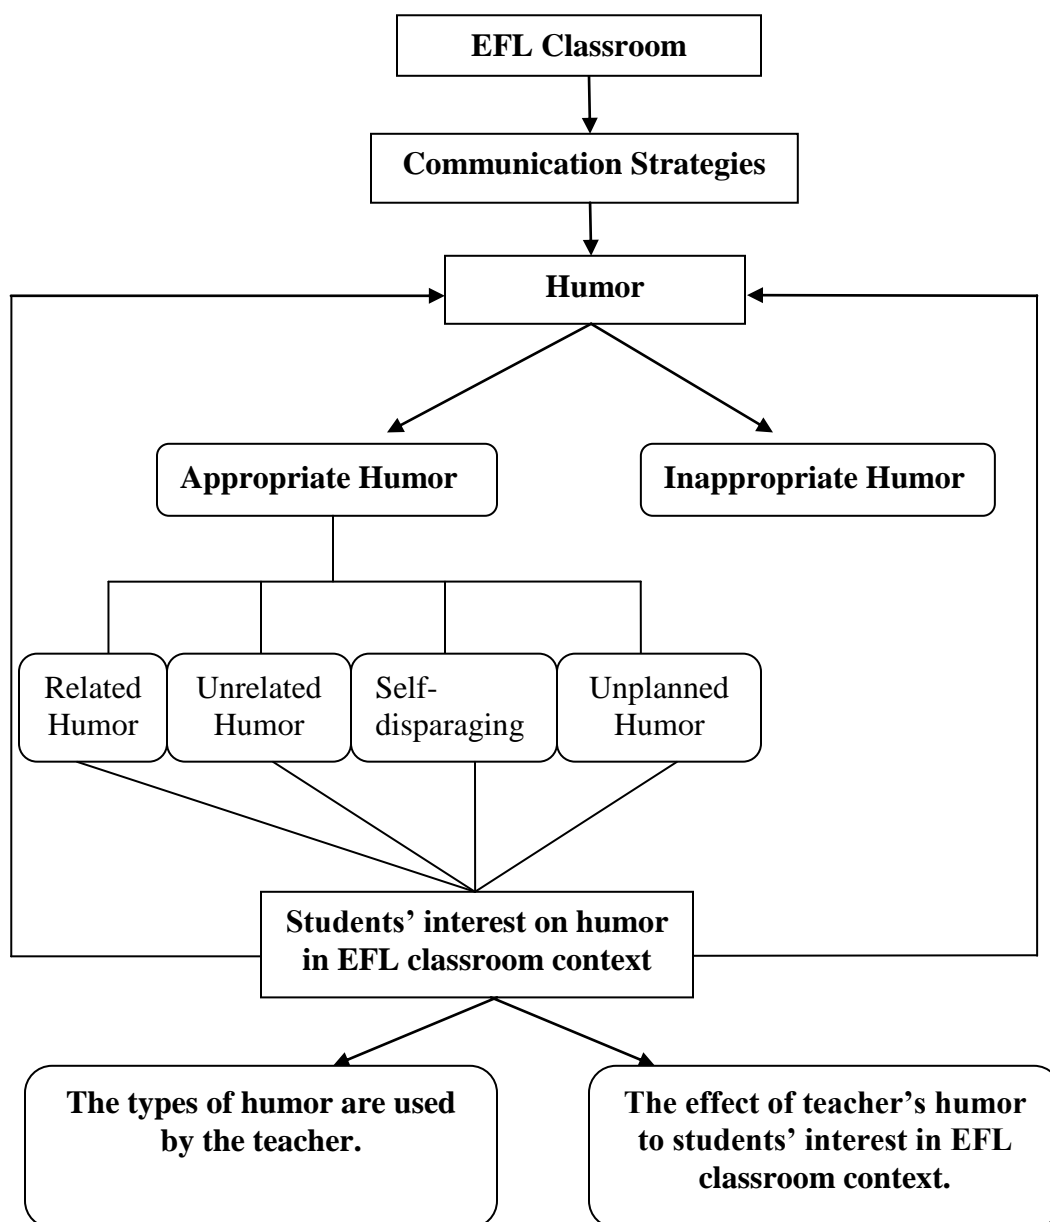 EFL Classroom
Communication Strategies
Humor
Appropriate Humor
Inappropriate Humor
Related
Humor
Unrelated
Humor
Self-
disparaging
Unplanned
Humor
Students’ interest on humor
in EFL classroom context
The types of humor are used
by the teacher.
The effect of teacher’s humor
to students’ interest in EFL
classroom context.